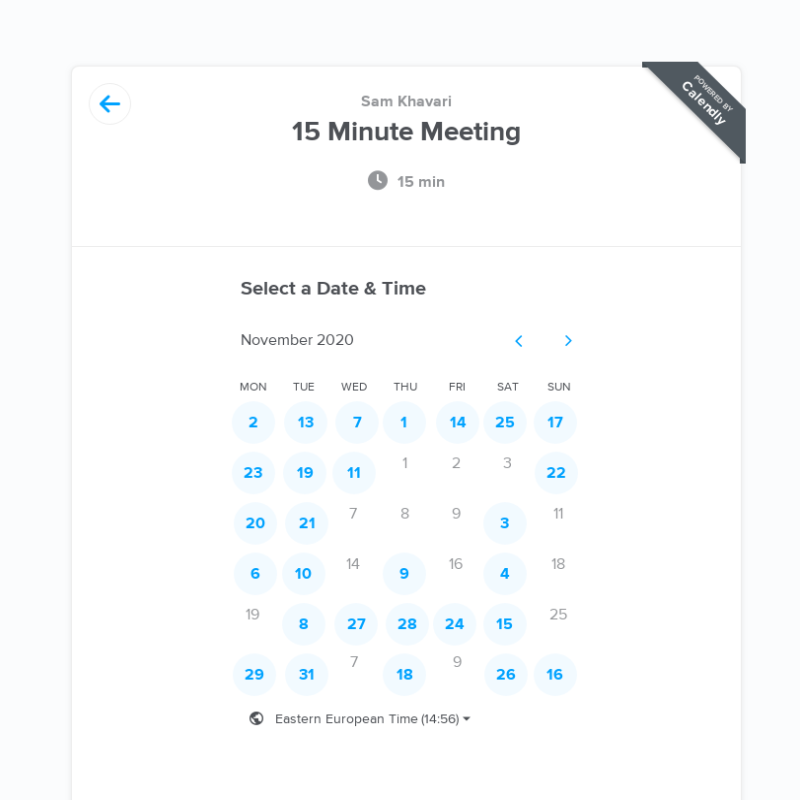 POWERED BY
Calendly
Sam Khavari
15 Minute Meeting
15 min
Select a Date & Time
November 2020
MON TUE WED THU FRI SAT SUN
2 13 7 1 14 25 17
23 19 11 1 2 3 22
20 21 7 8 9 3 11
6 10 14 9 16 4 18
19 8 27 28 24 15 25
29 31 7 18 9 26 16
Eastern European Time (14:56)